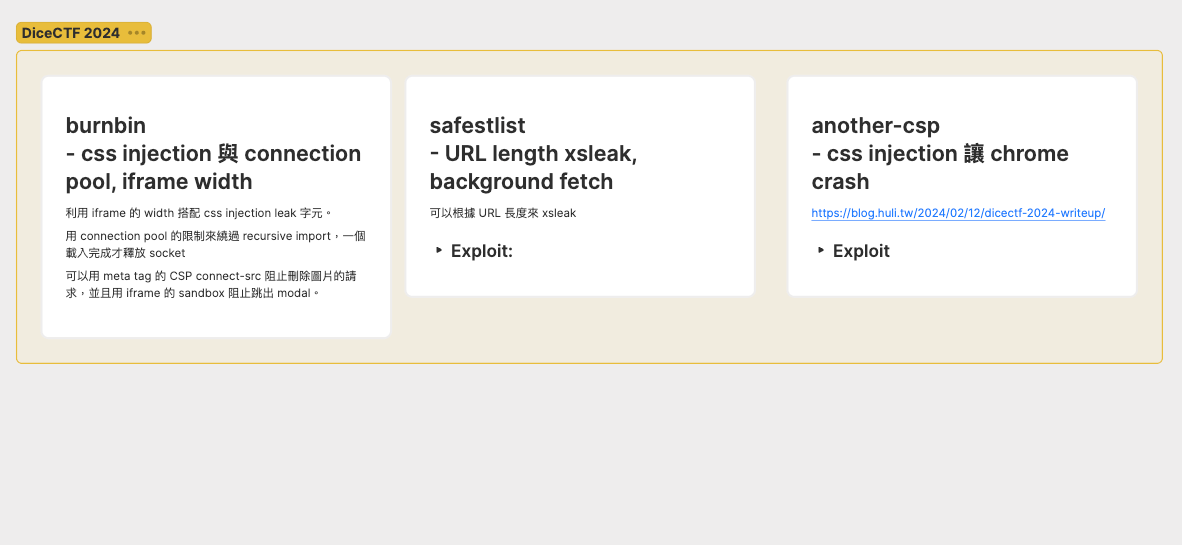 DiceCTF 2024
burnbin
- css injection 與 connection
pool, iframe width
利用 iframe 的 width 搭配 css injection leak 字元。
用 connection pool 的限制來繞過 recursive import，一個
載入完成才釋放 socket
可以用 meta tag 的 CSP connect-src 阻止刪除圖片的請
求，並且用 iframe 的 sandbox 阻止跳出 modal。
safestlist
- URL length xsleak,
background fetch
可以根據 URL 長度來 xsleak
Exploit:
another-csp
- css injection 讓 chrome
crash
https://blog.huli.tw/2024/02/12/dicectf-2024-writeup/
Exploit